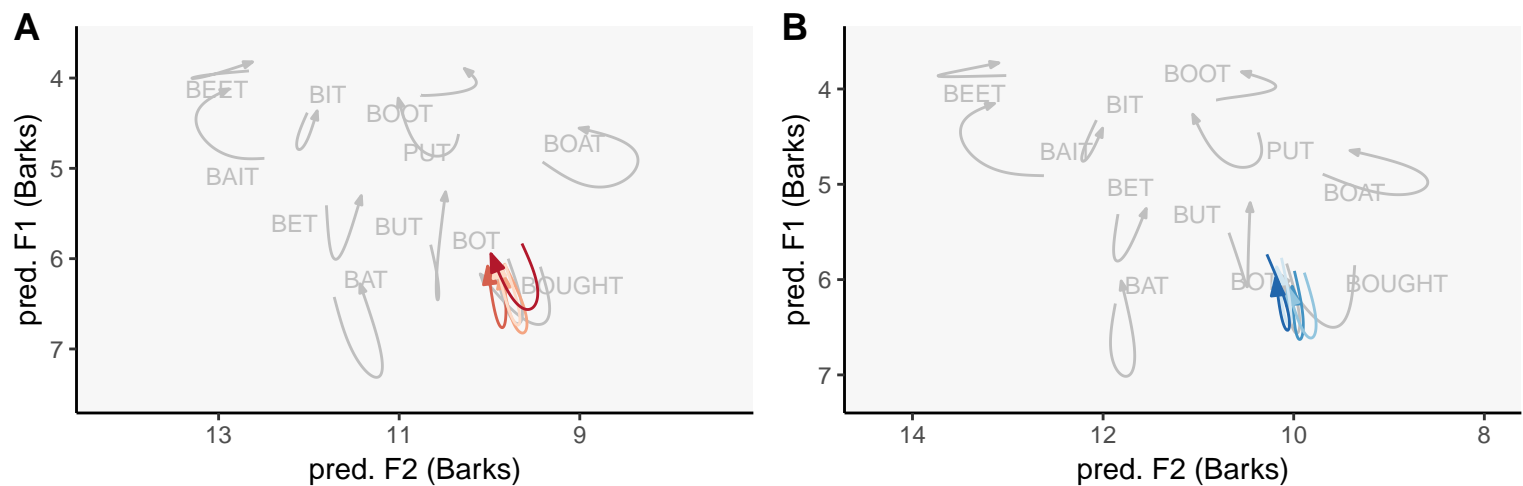 A
pred. F1 (Barks)
4
5
6
7
BEET
BIT
BOOT
PUT
BOAT
BAIT
BET
BUT
BOT
BAT
BOUGHT
13
11
9
pred. F2 (Barks)
B
pred. F1 (Barks)
4
5
6
7
BOOT
BEET
BIT
BAIT
PUT
BET
BOAT
BUT
BOT
BAT
BOUGHT
14
12
10
8
pred. F2 (Barks)